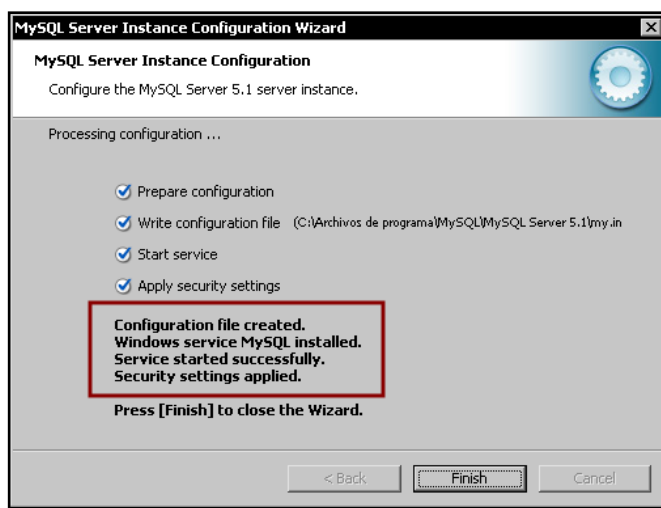 MySQL Server Instance Configuration Wizard
MySQL Server Instance Configuration
Configure the MySQL Server 5.1 server instance.
Processing configuration ...
Prepare configuration
Write configuration file (C:\Archivos de programa\MySQL\MySQL Server 5.1\my.in
Start service
Apply security settings
Configuration file created.
Windows service MySQL installed.
Service started successfully.
Security settings applied.
Press [Finish] to close the Wizard.
< Back Finish Cancel